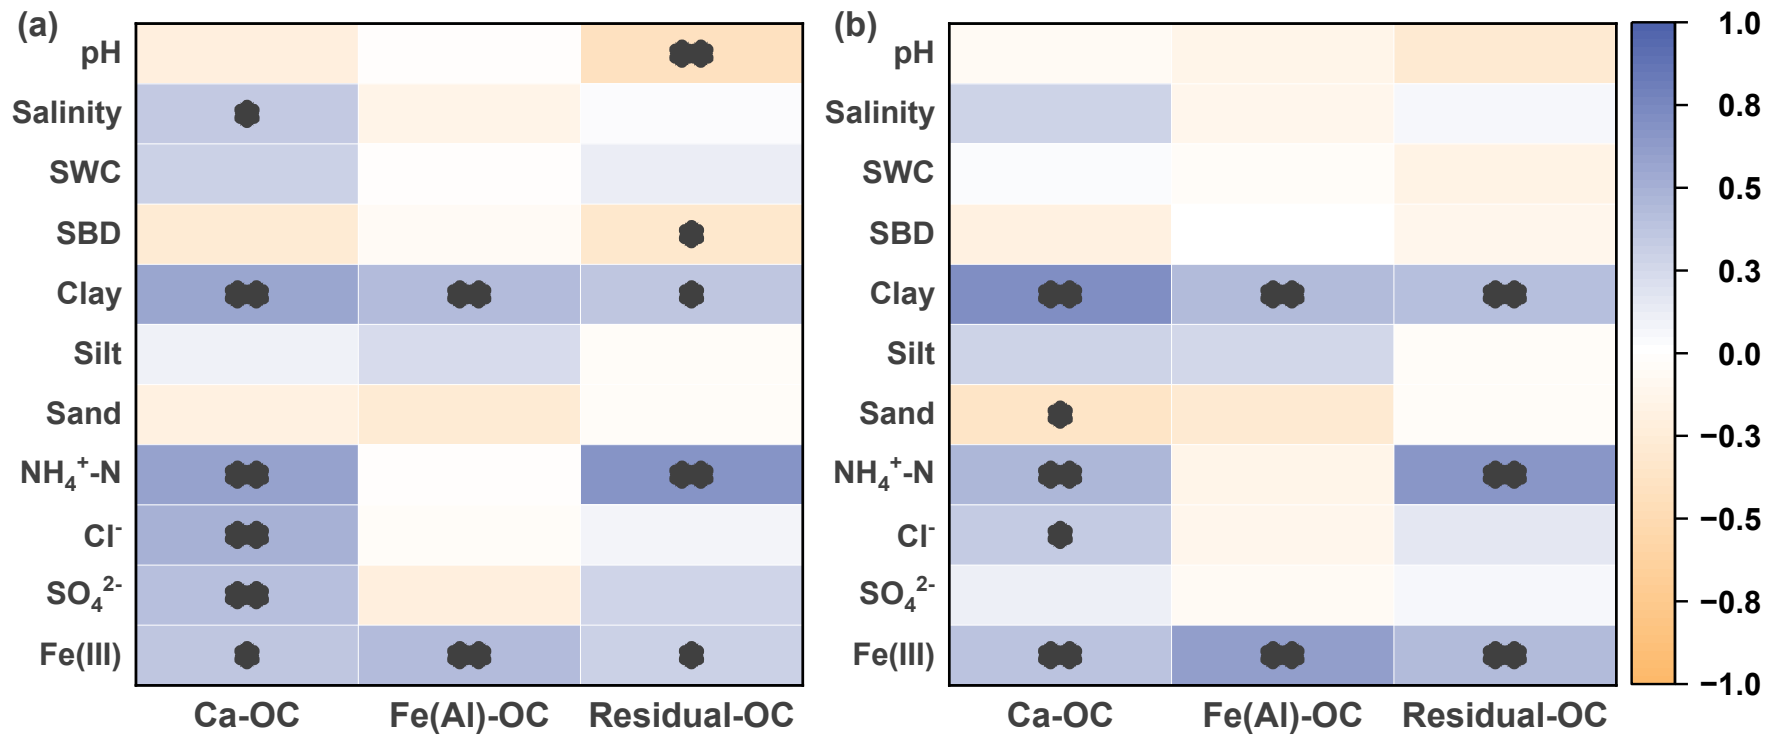 (a)
pH
Salinity
SWC
SBD
Clay
Silt
Sand
NH₄⁺-N
Cl⁻
SO₄²⁻
Fe(III)
Ca-OC Fe(Al)-OC Residual-OC
(b)
pH
Salinity
SWC
SBD
Clay
Silt
Sand
NH₄⁺-N
Cl⁻
SO₄²⁻
Fe(III)
Ca-OC Fe(Al)-OC Residual-OC
1.0
0.8
0.5
0.3
0.0
−0.3
−0.5
−0.8
−1.0